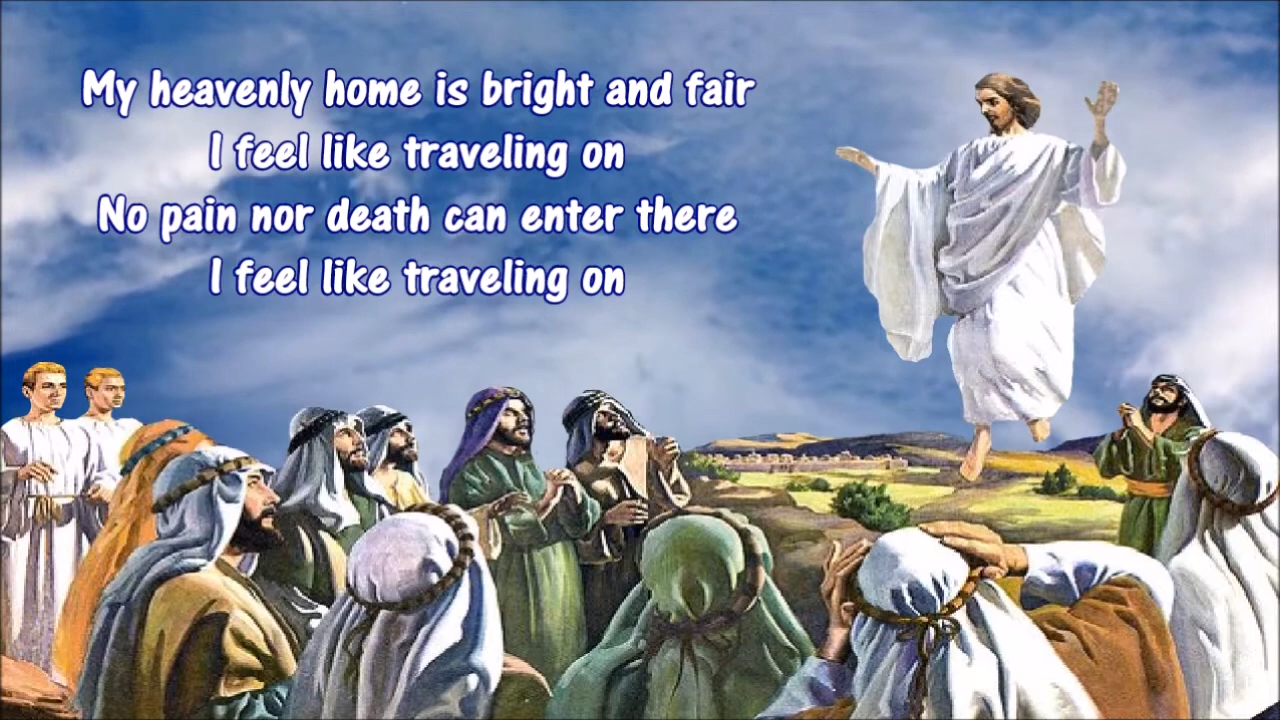 My heavenly home is bright and fair
I feel like traveling on
No pain nor death can enter there
I feel like traveling on